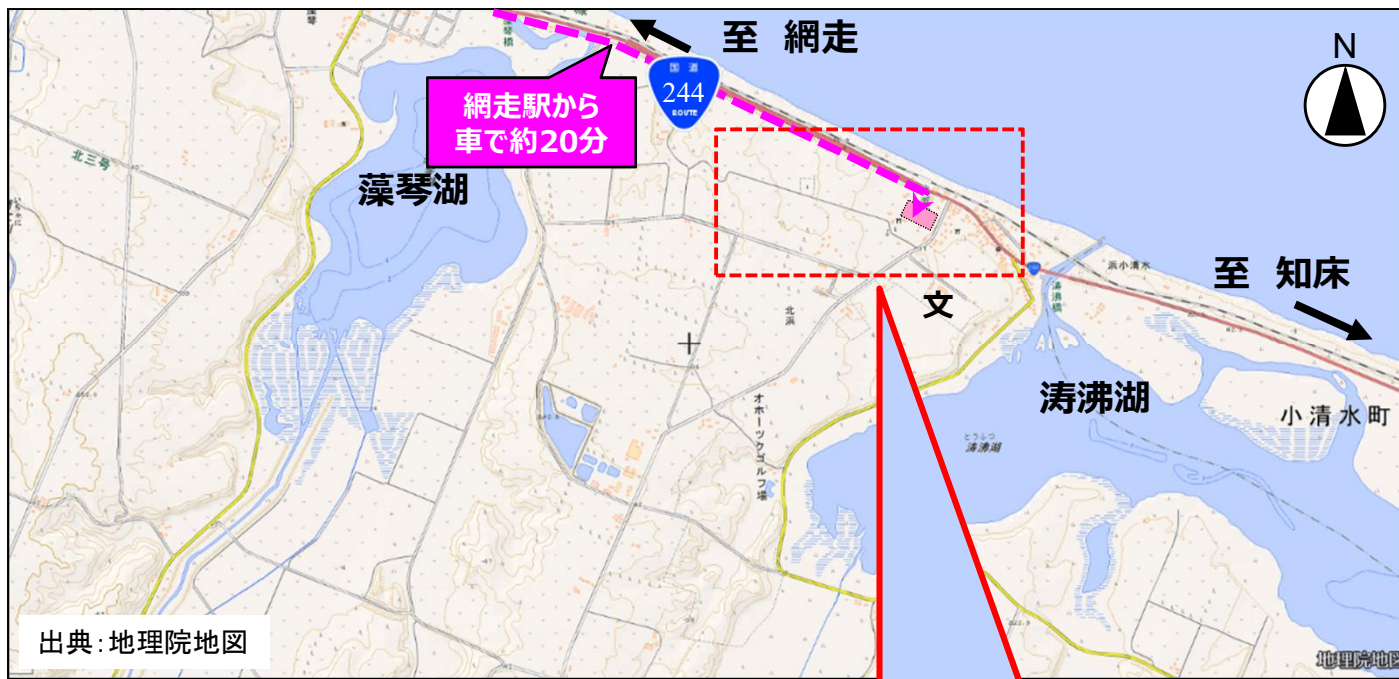 至 網走
N
国道
244
ROUTE
網走駅から
車で約20分
北三号
藻琴湖
浜小清水
至 知床
涛沸橋
文
北浜
涛沸湖
とうふつ
涛沸湖
小清水町
オホーツクゴルフ場
出典：地理院地図
地理院地図